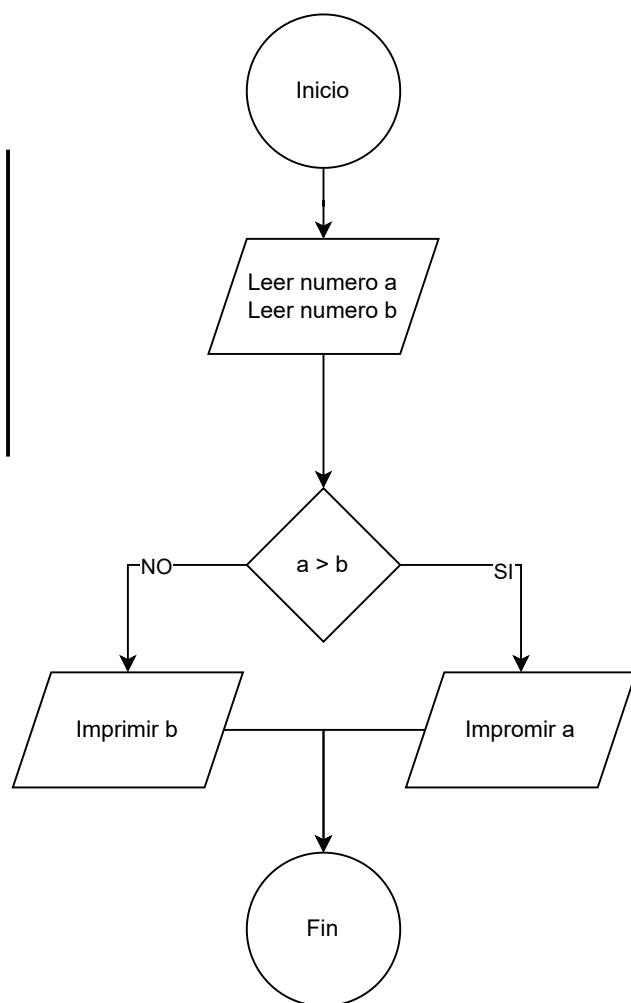 Inicio
Leer numero a
Leer numero b
a > b
NO
SI
Imprimir b
Impromir a
Fin